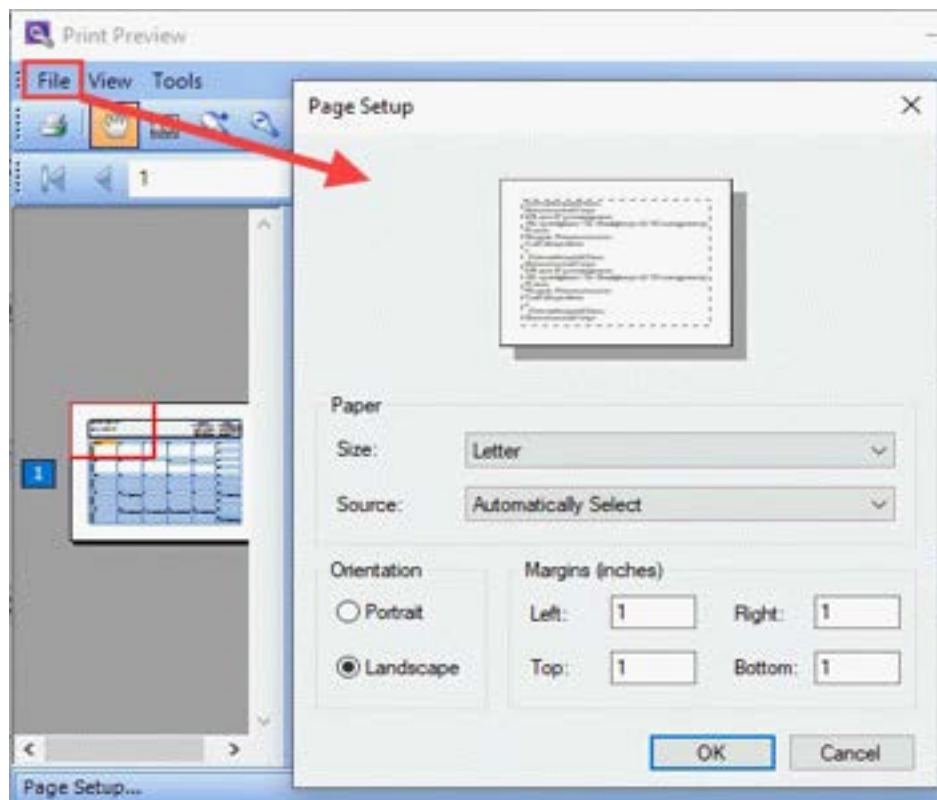 Print Preview
File View Tools
1
Page Setup
Paper
Size: Letter
Source: Automatically Select
Orientation
Portrait
Landscape
Margins (inches)
Left: 1 Right: 1
Top: 1 Bottom: 1
OK Cancel
1
Page Setup...